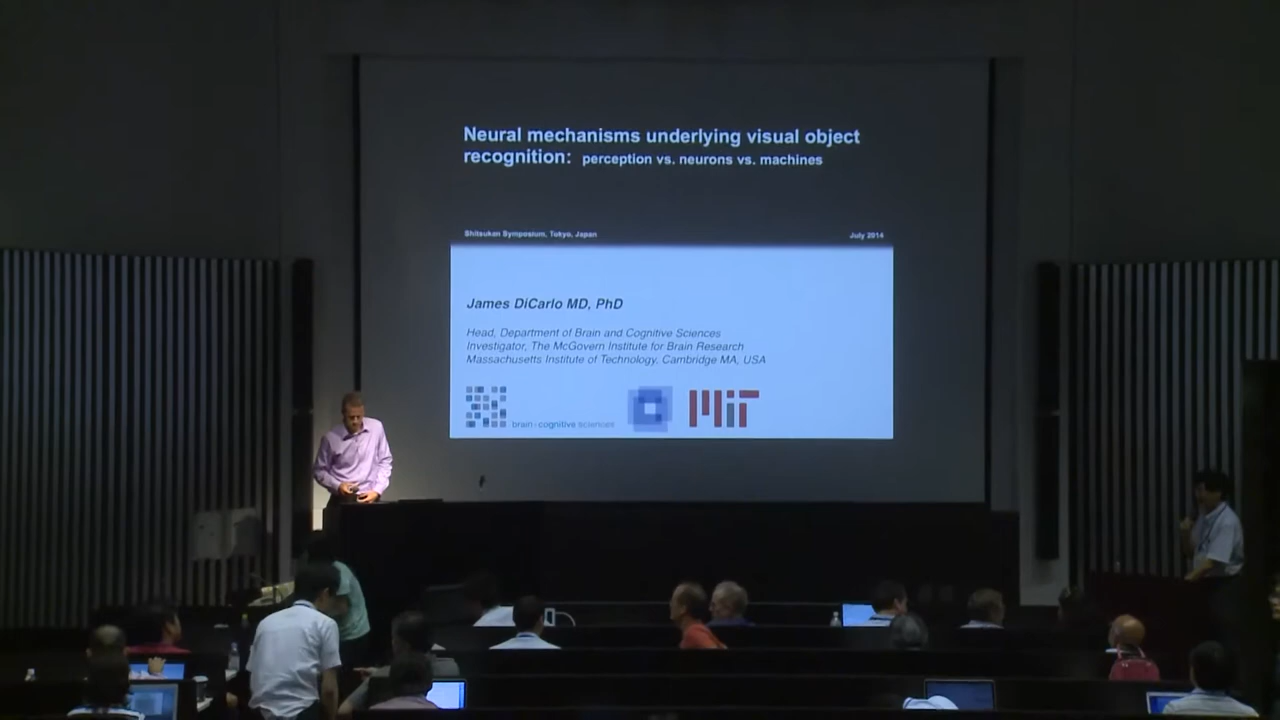 Neural mechanisms underlying visual object
recognition: perception vs. neurons vs. machines
Shitsukan Symposium, Tokyo, Japan
July 2014
James DiCarlo MD, PhD
Head, Department of Brain and Cognitive Sciences
Investigator, The McGovern Institute for Brain Research
Massachusetts Institute of Technology, Cambridge MA, USA
brain+cognitive sciences
MIT